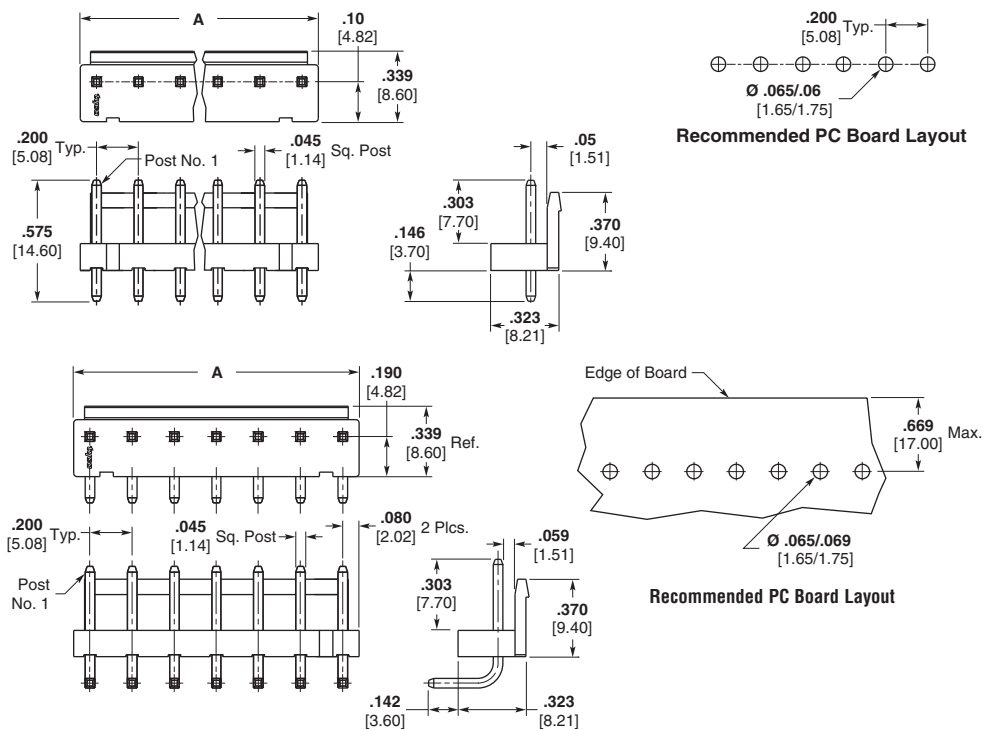 A
.10
[4.82]
.339
[8.60]
.200
[5.08] Typ.
Post No. 1
.045
[1.14] Sq. Post
.575
[14.60]
.05
[1.51]
.303
[7.70]
.146
[3.70]
.370
[9.40]
.323
[8.21]
.200
[5.08] Typ.
Ø .065/.06
[1.65/1.75]
Recommended PC Board Layout
A
.190
[4.82]
.339
[8.60] Ref.
.200
[5.08] Typ.
.045
[1.14] Sq. Post
.080
[2.02] 2 Plcs.
Post
No. 1
.059
[1.51]
.303
[7.70]
.370
[9.40]
.142
[3.60]
.323
[8.21]
Edge of Board
.669
[17.00] Max.
Ø .065/.069
[1.65/1.75]
Recommended PC Board Layout